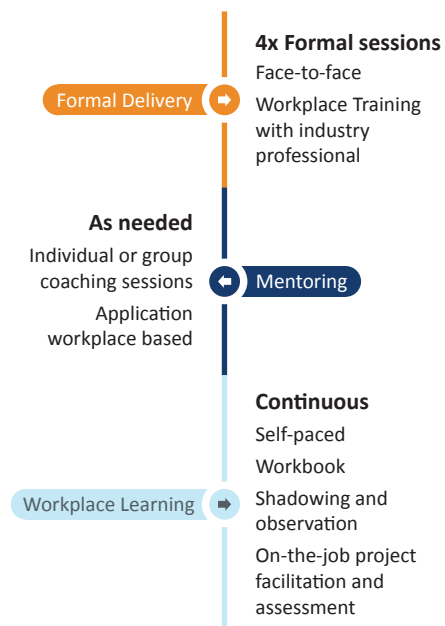 Formal Delivery
4x Formal sessions
Face-to-face
Workplace Training
with industry
professional
Mentoring
As needed
Individual or group
coaching sessions
Application
workplace based
Workplace Learning
Continuous
Self-paced
Workbook
Shadowing and
observation
On-the-job project
facilitation and
assessment